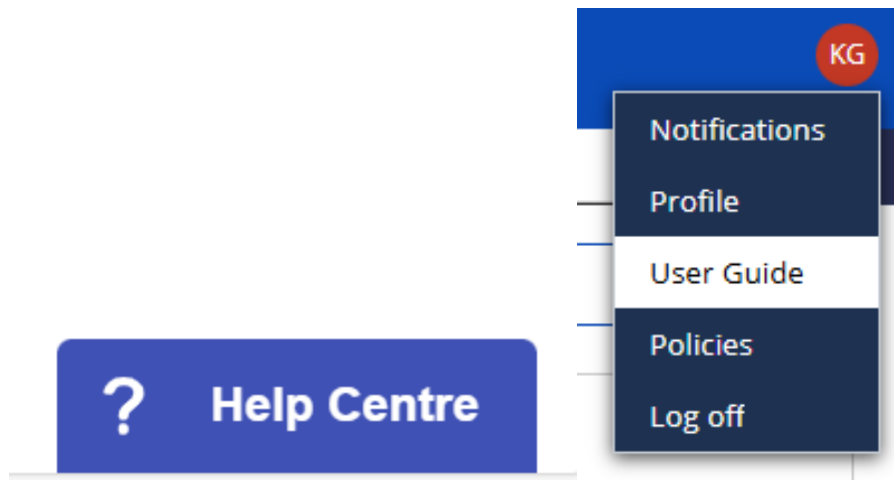 ? Help Centre
KG
Notifications
Profile
User Guide
Policies
Log off